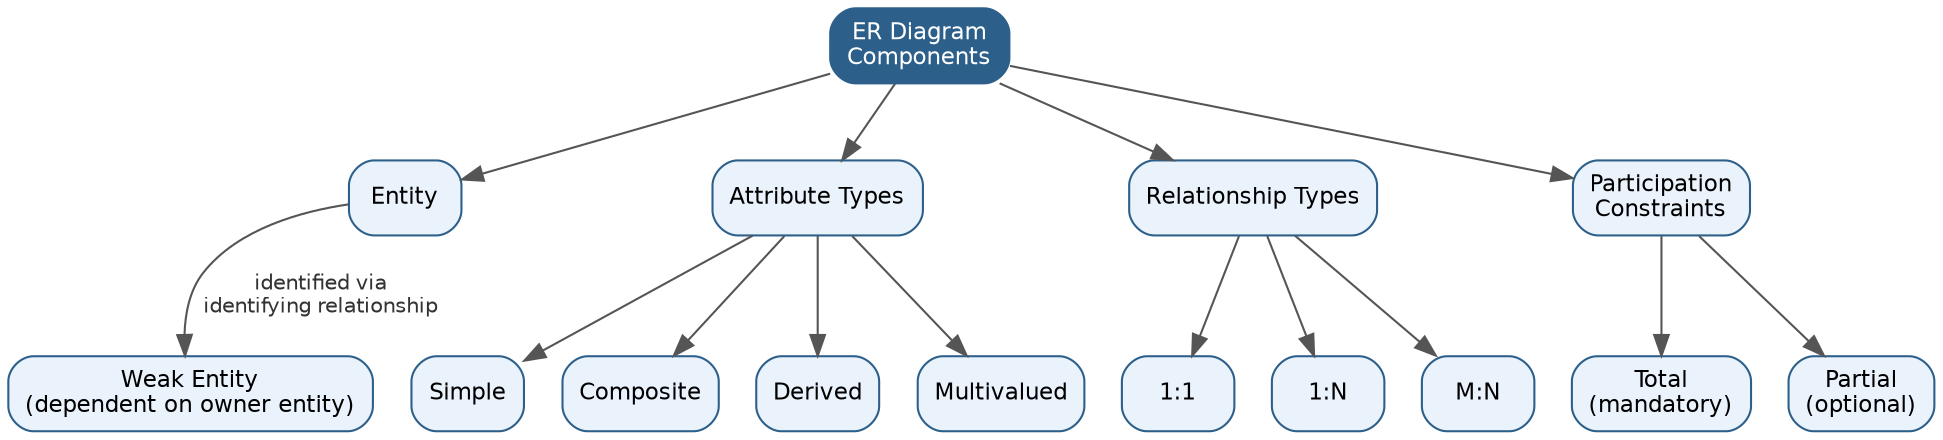 ER Diagram
Components
Entity
Attribute Types
Relationship Types
Participation
Constraints
identified via
identifying relationship
Weak Entity
(dependent on owner entity)
Simple
Composite
Derived
Multivalued
1:1
1:N
M:N
Total
(mandatory)
Partial
(optional)